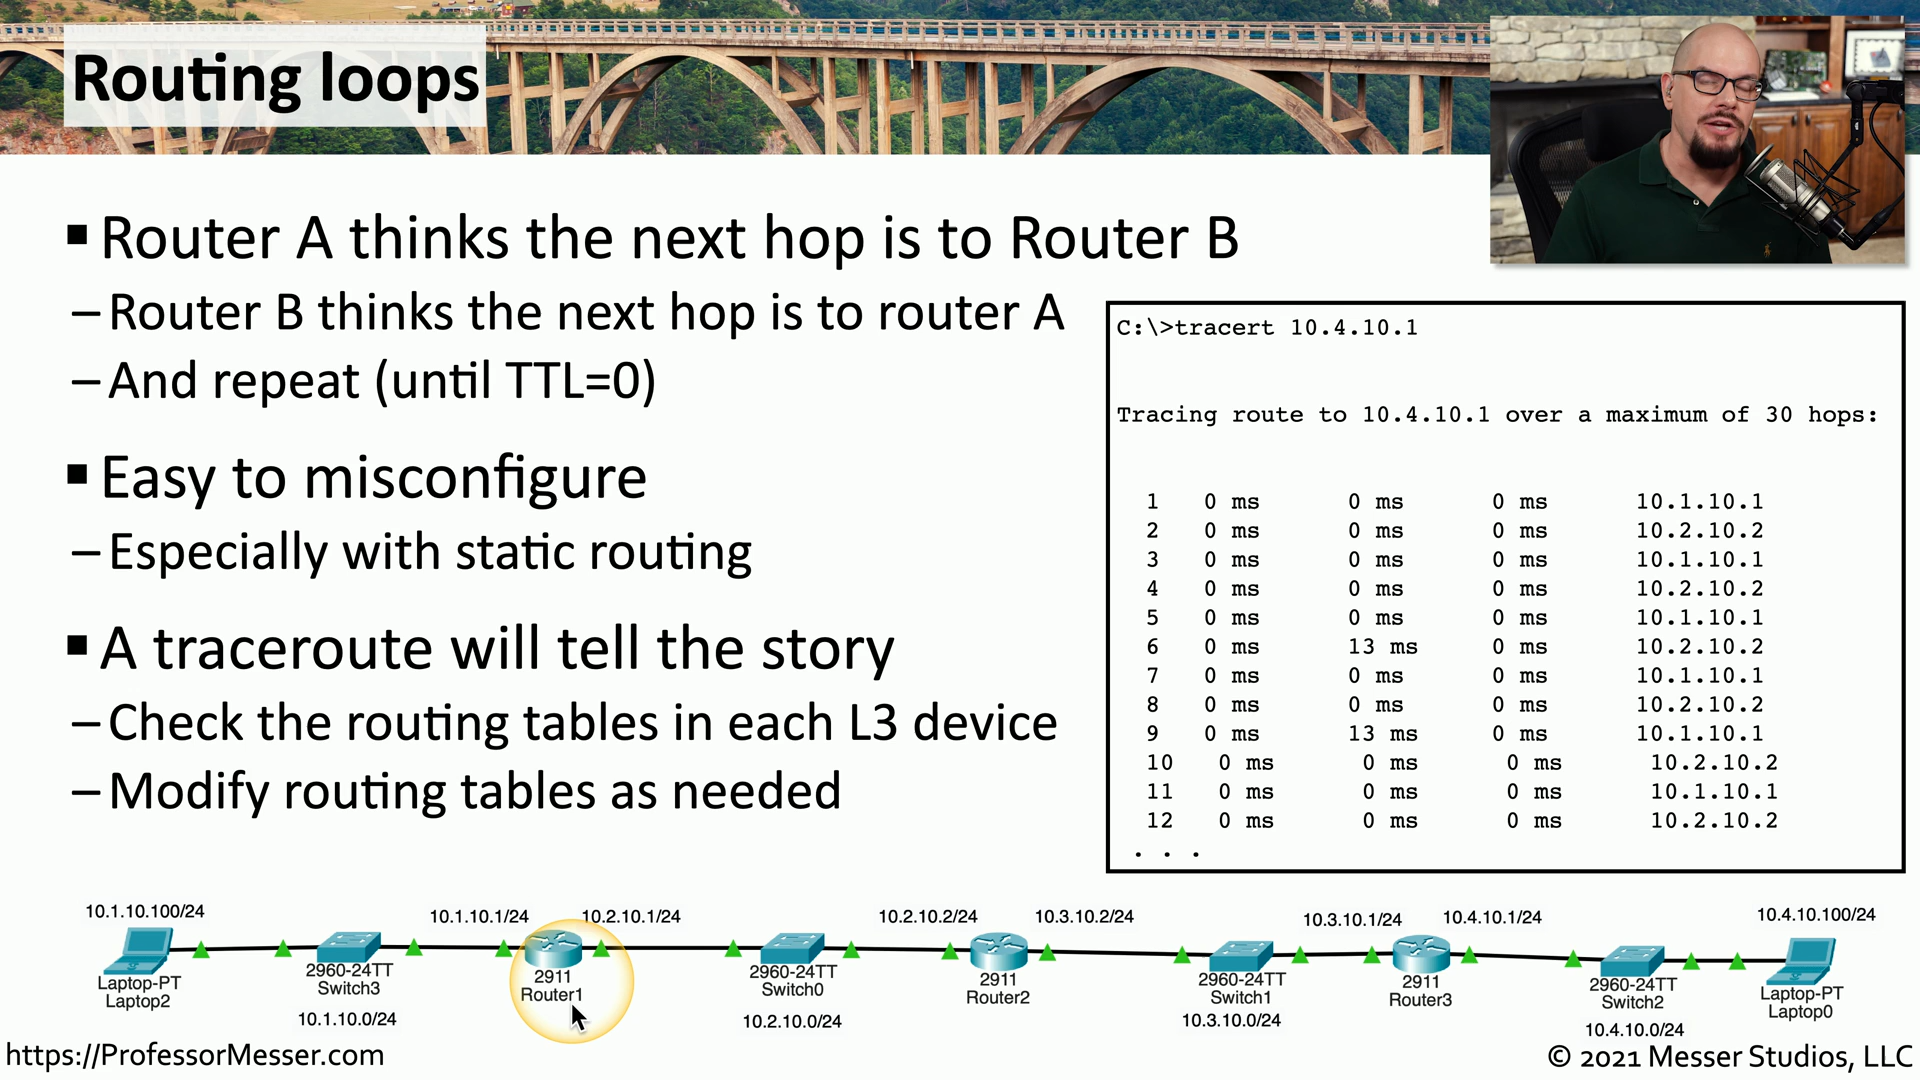 Routing loops
▪ Router A thinks the next hop is to Router B
– Router B thinks the next hop is to router A
– And repeat (until TTL=0)
▪ Easy to misconfigure
– Especially with static routing
▪ A traceroute will tell the story
– Check the routing tables in each L3 device
– Modify routing tables as needed
C:\>tracert 10.4.10.1
Tracing route to 10.4.10.1 over a maximum of 30 hops:
1 0 ms 0 ms 0 ms 10.1.10.1
2 0 ms 0 ms 0 ms 10.2.10.2
3 0 ms 0 ms 0 ms 10.1.10.1
4 0 ms 0 ms 0 ms 10.2.10.2
5 0 ms 0 ms 0 ms 10.1.10.1
6 0 ms 13 ms 0 ms 10.2.10.2
7 0 ms 0 ms 0 ms 10.1.10.1
8 0 ms 0 ms 0 ms 10.2.10.2
9 0 ms 13 ms 0 ms 10.1.10.1
10 0 ms 0 ms 0 ms 10.2.10.2
11 0 ms 0 ms 0 ms 10.1.10.1
12 0 ms 0 ms 0 ms 10.2.10.2
. . .
10.1.10.100/24 10.1.10.1/24 10.2.10.1/24 10.2.10.2/24 10.3.10.2/24 10.3.10.1/24 10.4.10.1/24 10.4.10.100/24
Laptop-PT 2960-24TT 2911 2960-24TT 2911 2960-24TT 2911 2960-24TT Laptop-PT
Laptop2 Switch3 Router1 Switch0 Router2 Switch1 Router3 Switch2 Laptop0
10.1.10.0/24 10.2.10.0/24 10.3.10.0/24 10.4.10.0/24
https://ProfessorMesser.com
© 2021 Messer Studios, LLC